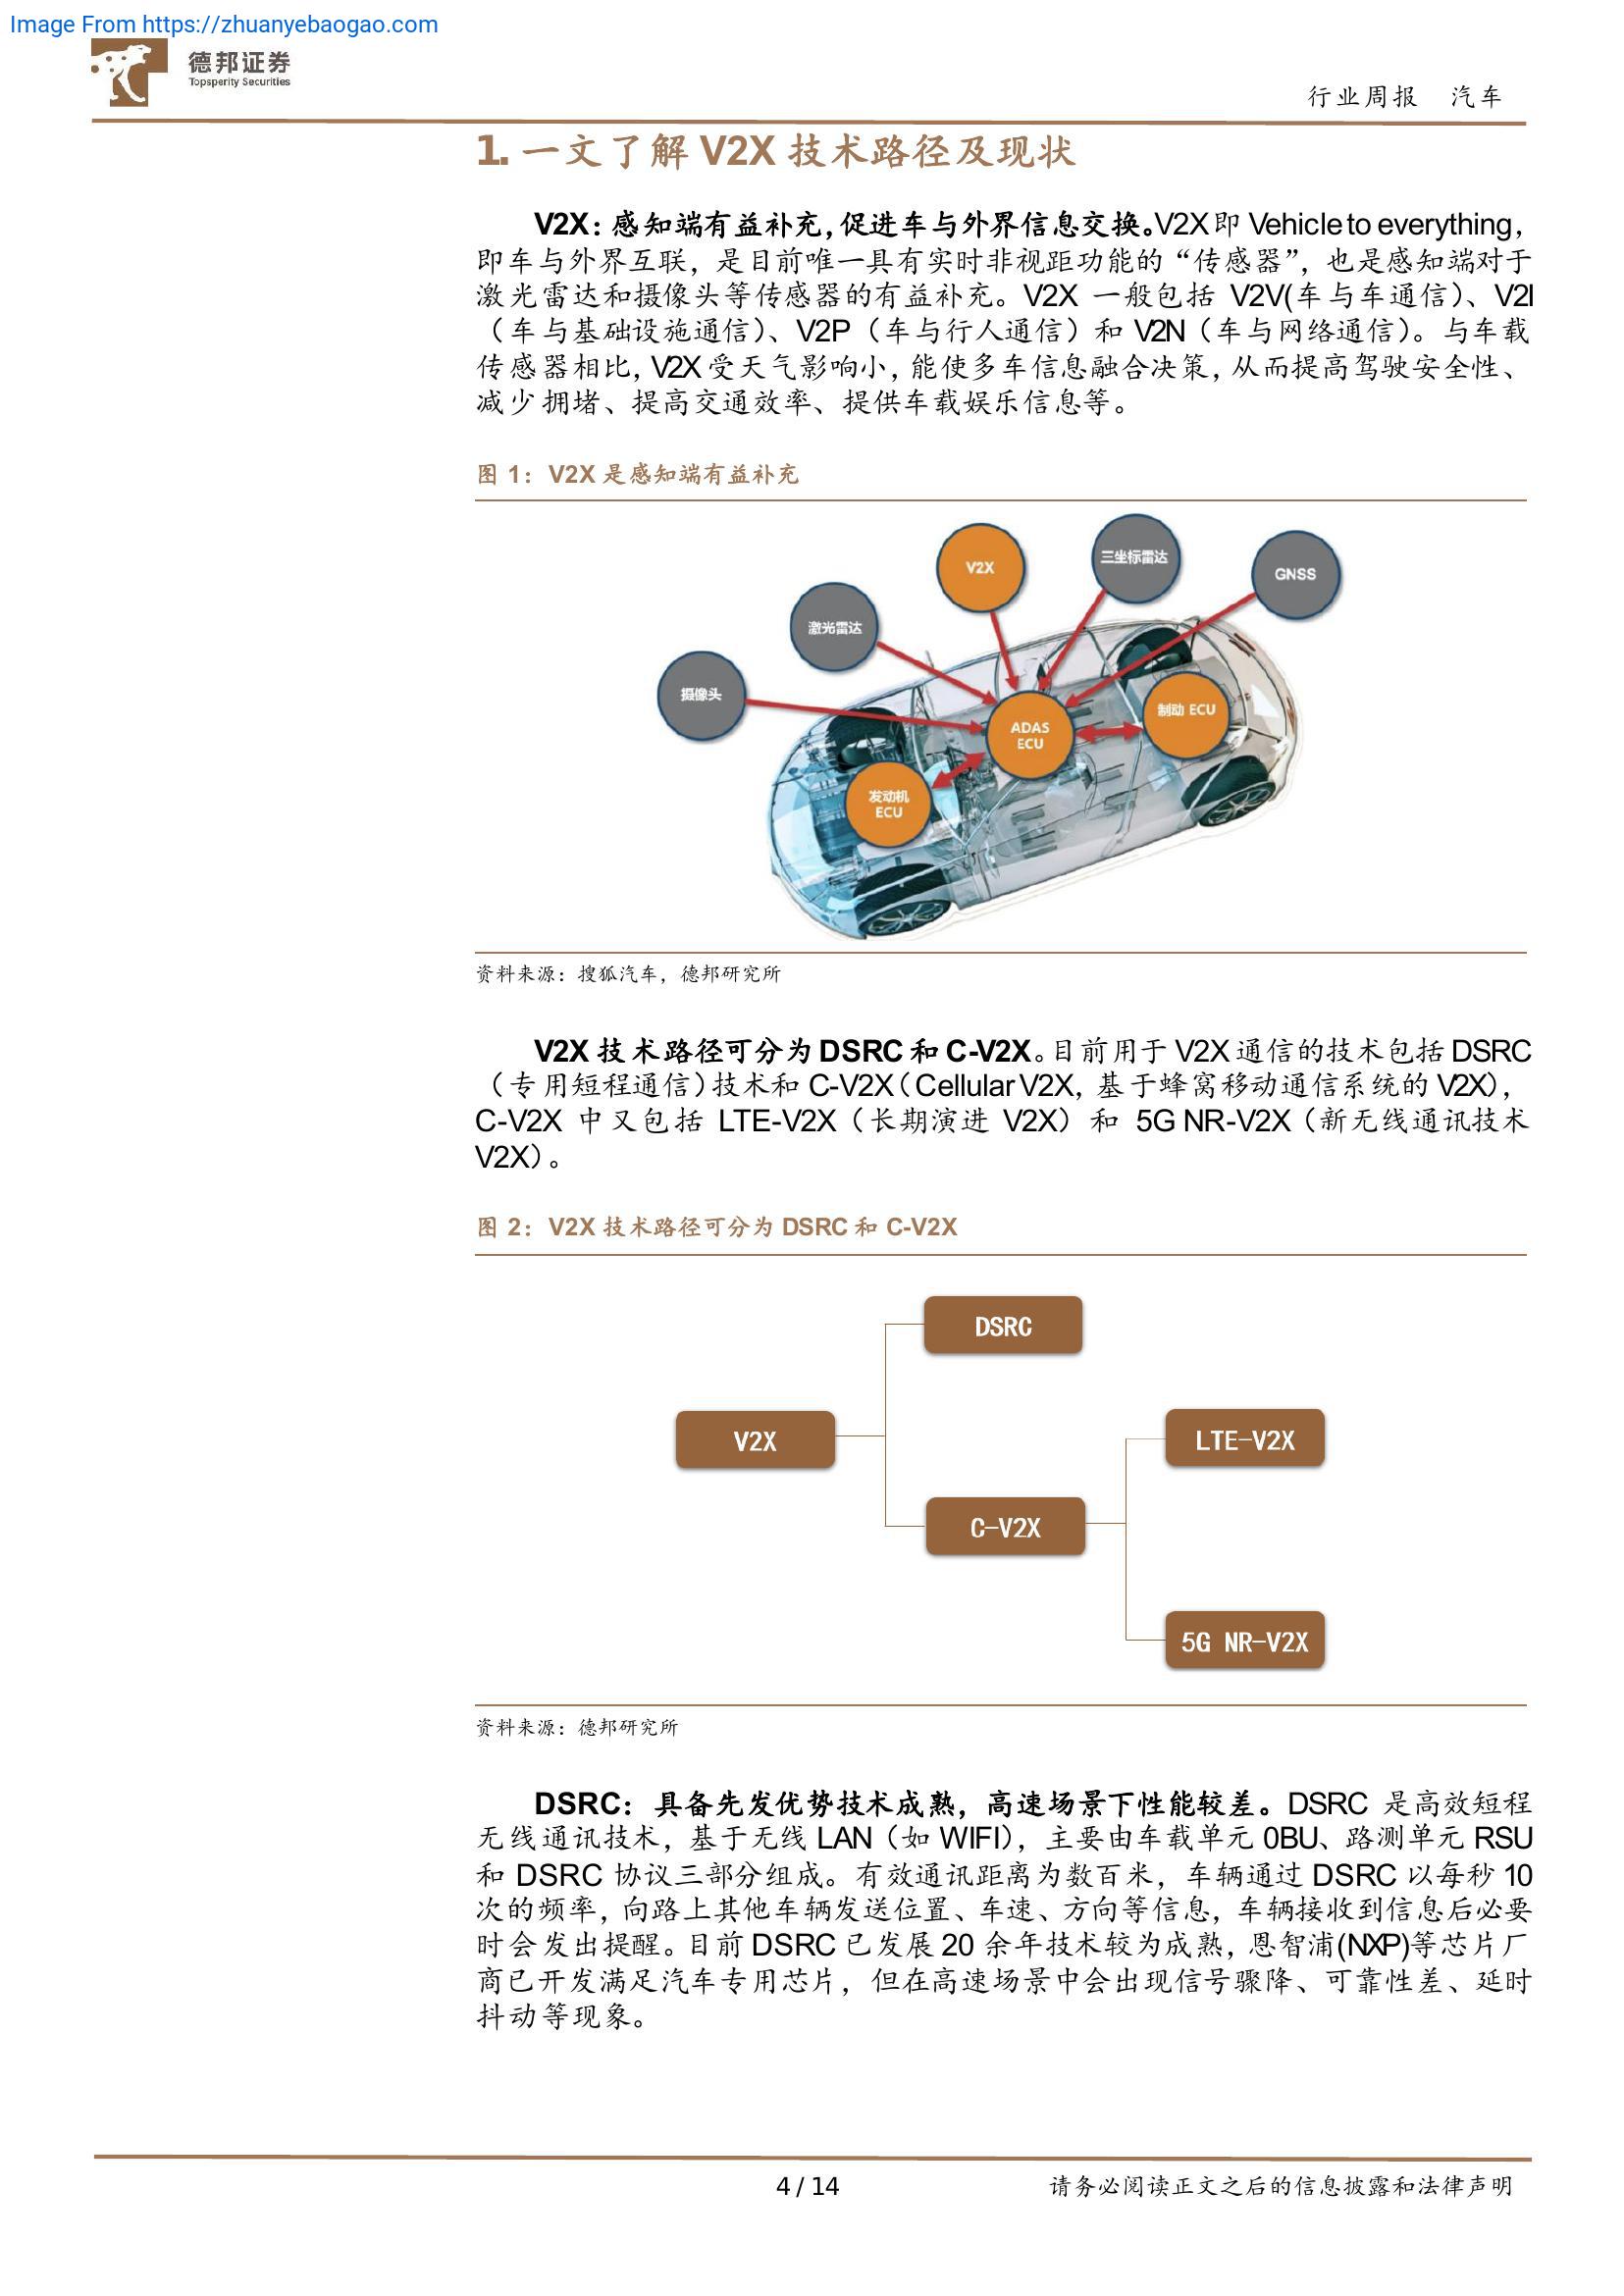 Image From https://zhuanyebaogao.com
德邦证券
Topsperity Securities
行业周报 汽车
1. 一文了解 V2X 技术路径及现状
V2X：感知端有益补充，促进车与外界信息交换。V2X 即 Vehicle to everything，
即车与外界互联，是目前唯一具有实时非视距功能的“传感器”，也是感知端对于
激光雷达和摄像头等传感器的有益补充。V2X 一般包括 V2V(车与车通信)、V2I
（车与基础设施通信）、V2P（车与行人通信）和 V2N（车与网络通信）。与车载
传感器相比，V2X 受天气影响小，能使多车信息融合决策，从而提高驾驶安全性、
减少拥堵、提高交通效率、提供车载娱乐信息等。
图 1：V2X 是感知端有益补充
V2X
三坐标雷达
GNSS
激光雷达
摄像头
ADAS
ECU
制动 ECU
发动机
ECU
资料来源：搜狐汽车，德邦研究所
V2X 技术路径可分为 DSRC 和 C-V2X。目前用于 V2X 通信的技术包括 DSRC
（专用短程通信）技术和 C-V2X（Cellular V2X，基于蜂窝移动通信系统的 V2X），
C-V2X 中又包括 LTE-V2X（长期演进 V2X）和 5G NR-V2X（新无线通讯技术
V2X）。
图 2：V2X 技术路径可分为 DSRC 和 C-V2X
DSRC
V2X
LTE-V2X
C-V2X
5G NR-V2X
资料来源：德邦研究所
DSRC：具备先发优势技术成熟，高速场景下性能较差。DSRC 是高效短程
无线通讯技术，基于无线 LAN（如 WIFI），主要由车载单元 0BU、路测单元 RSU
和 DSRC 协议三部分组成。有效通讯距离为数百米，车辆通过 DSRC 以每秒 10
次的频率，向路上其他车辆发送位置、车速、方向等信息，车辆接收到信息后必要
时会发出提醒。目前 DSRC 已发展 20 余年技术较为成熟，恩智浦(NXP)等芯片厂
商已开发满足汽车专用芯片，但在高速场景中会出现信号骤降、可靠性差、延时
抖动等现象。
4 / 14
请务必阅读正文之后的信息披露和法律声明